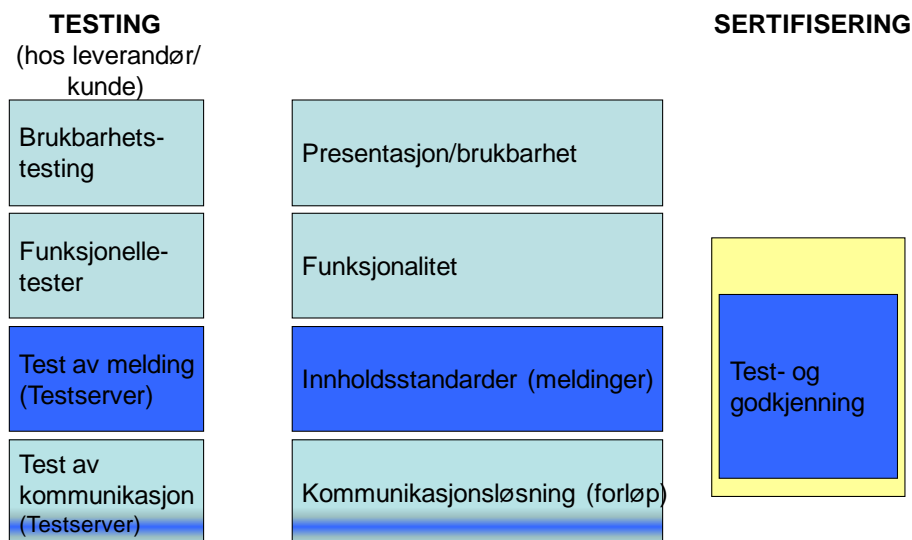 TESTING
(hos leverandør/
kunde)
SERTIFISERING
Brukbarhets-
testing
Presentasjon/brukbarhet
Funksjonelle-
tester
Funksjonalitet
Test av melding
(Testserver)
Innholdsstandarder (meldinger)
Test- og
godkjenning
Test av
kommunikasjon
(Testserver)
Kommunikasjonsløsning (forløp)